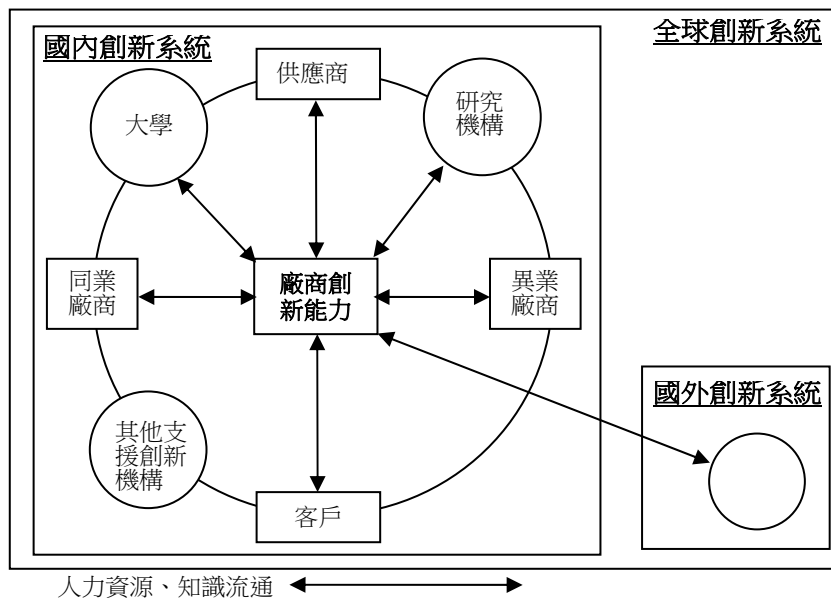 全球創新系統
國內創新系統
供應商
大學
研究
機構
同業
廠商
廠商創
新能力
異業
廠商
國外創新系統
其他支
援創新
機構
客戶
人力資源、知識流通